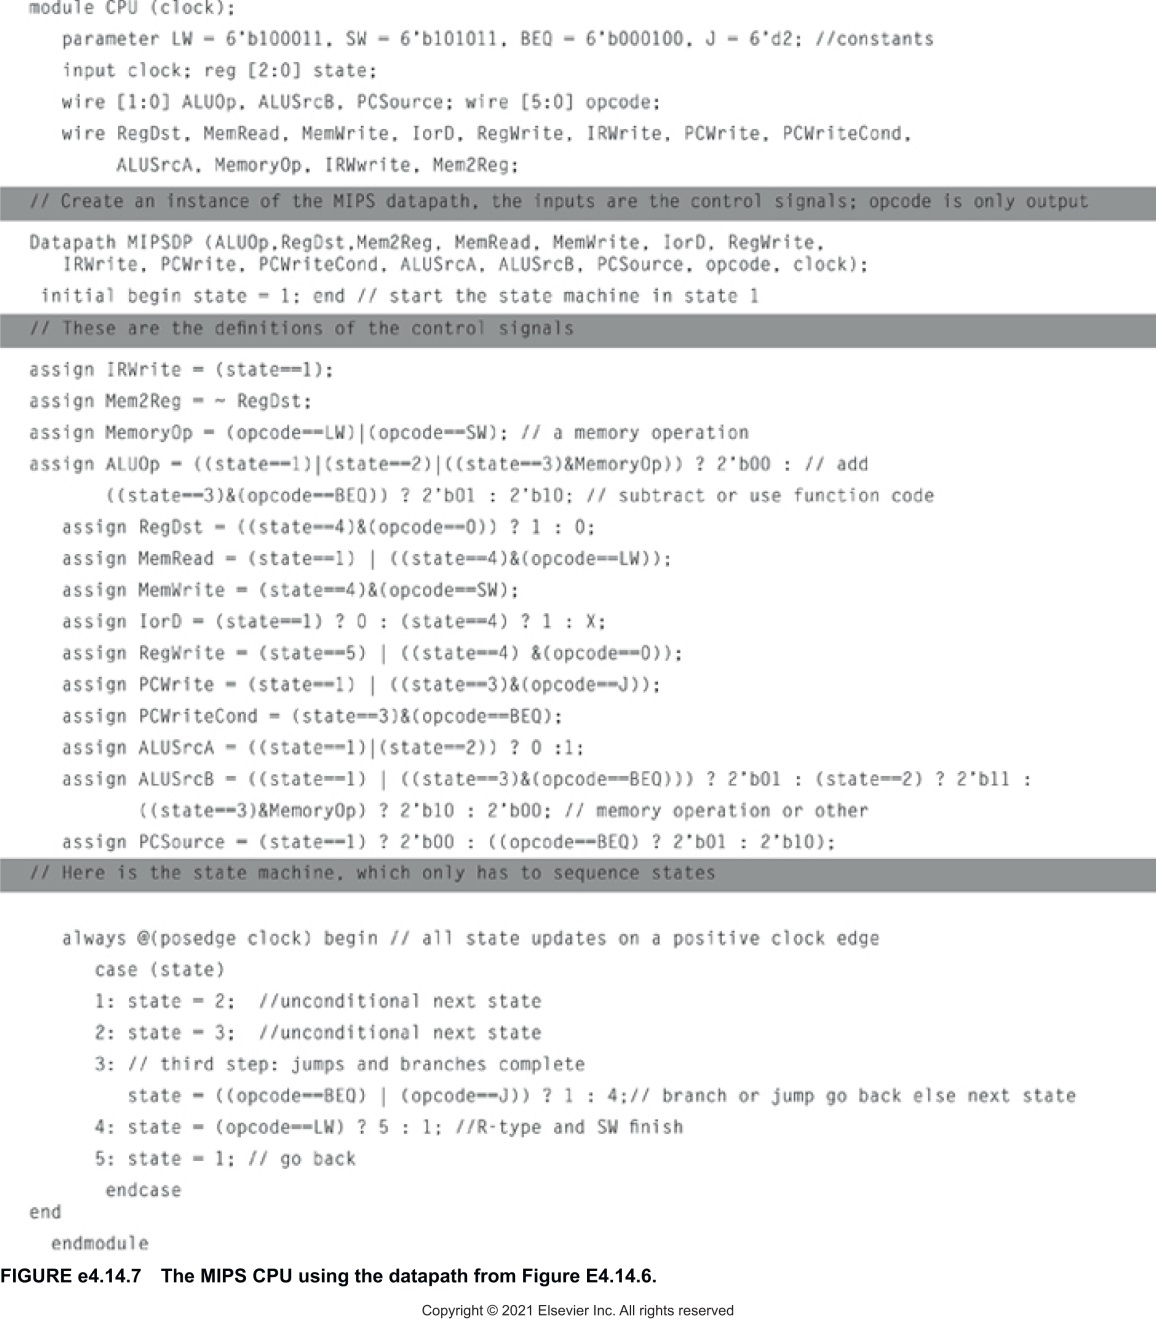 module CPU (clock);
parameter LW = 6'b100011, SW = 6'b101011, BEQ = 6'b000100, J = 6'd2; //constants
input clock; reg [2:0] state;
wire [1:0] ALUOp, ALUSrcB, PCSource; wire [5:0] opcode;
wire RegDst, MemRead, MemWrite, IorD, RegWrite, IRWrite, PCWrite, PCWriteCond,
ALUSrcA, MemoryOp, IRWwrite, Mem2Reg;
// Create an instance of the MIPS datapath, the inputs are the control signals; opcode is only output
Datapath MIPSDP (ALUOp,RegDst,Mem2Reg, MemRead, MemWrite, IorD, RegWrite,
IRWrite, PCWrite, PCWriteCond, ALUSrcA, ALUSrcB, PCSource, opcode, clock);
initial begin state = 1; end // start the state machine in state 1
// These are the definitions of the control signals
assign IRWrite = (state==1);
assign Mem2Reg = ~ RegDst;
assign MemoryOp = (opcode==LW)|(opcode==SW); // a memory operation
assign ALUOp = ((state==1)|(state==2)|((state==3)&MemoryOp)) ? 2'b00 : // add
((state==3)&(opcode==BEQ)) ? 2'b01 : 2'b10; // subtract or use function code
assign RegDst = ((state==4)&(opcode==0)) ? 1 : 0;
assign MemRead = (state==1) | ((state==4)&(opcode==LW));
assign MemWrite = (state==4)&(opcode==SW);
assign IorD = (state==1) ? 0 : (state==4) ? 1 : X;
assign RegWrite = (state==5) | ((state==4) &(opcode==0));
assign PCWrite = (state==1) | ((state==3)&(opcode==J));
assign PCWriteCond = (state==3)&(opcode==BEQ);
assign ALUSrcA = ((state==1)|(state==2)) ? 0 :1;
assign ALUSrcB = ((state==1) | ((state==3)&(opcode==BEQ))) ? 2'b01 : (state==2) ? 2'b11 :
((state==3)&MemoryOp) ? 2'b10 : 2'b00; // memory operation or other
assign PCSource = (state==1) ? 2'b00 : ((opcode==BEQ) ? 2'b01 : 2'b10);
// Here is the state machine, which only has to sequence states
always @(posedge clock) begin // all state updates on a positive clock edge
case (state)
1: state = 2; //unconditional next state
2: state = 3; //unconditional next state
3: // third step: jumps and branches complete
state = ((opcode==BEQ) | (opcode==J)) ? 1 : 4;// branch or jump go back else next state
4: state = (opcode==LW) ? 5 : 1; //R-type and SW finish
5: state = 1; // go back
endcase
end
endmodule
FIGURE e4.14.7 The MIPS CPU using the datapath from Figure E4.14.6.
Copyright © 2021 Elsevier Inc. All rights reserved